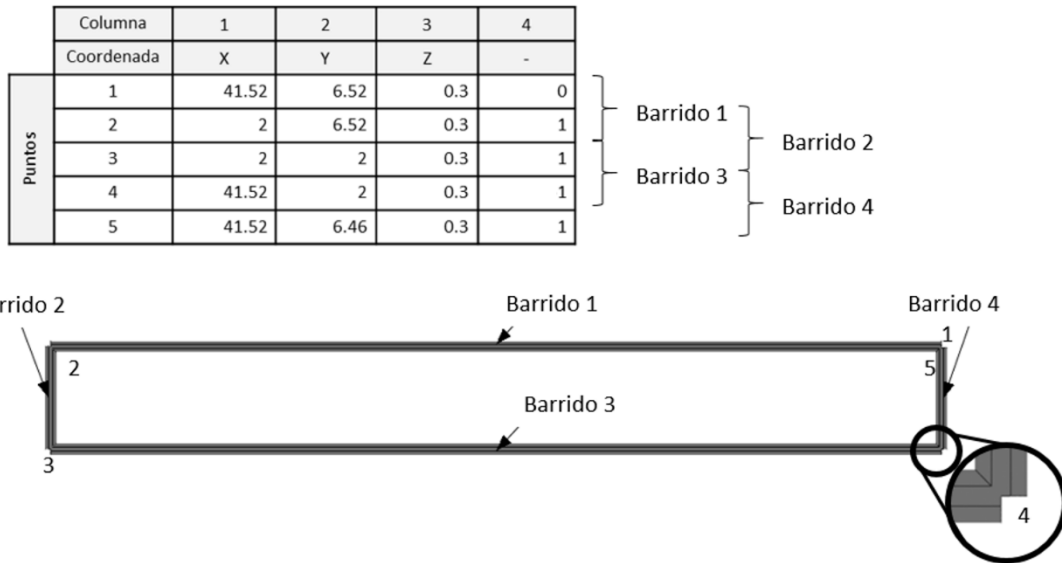 Columna 1 2 3 4
Coordenada X Y Z -
Puntos
1 41.52 6.52 0.3 0
2 2 6.52 0.3 1
3 2 2 0.3 1
4 41.52 2 0.3 1
5 41.52 6.46 0.3 1
Barrido 1
Barrido 2
Barrido 3
Barrido 4
rrido 2
Barrido 1
Barrido 4
1
2
5
Barrido 3
3
4